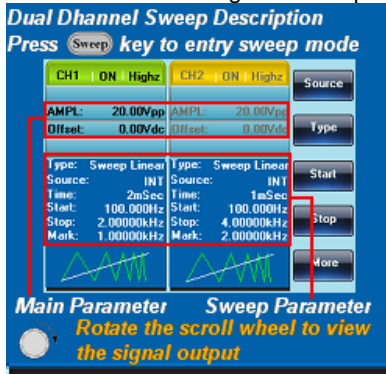 Dual Dhannel Sweep Description
Press Sweep key to entry sweep mode
CH1 ON Highz CH2 ON Highz
Source
AMPL: 20.00Vpp AMPL: 20.00Vpp
Offset: 0.00Vdc Offset: 0.00Vdc
Type
Type: Sweep Linear Type: Sweep Linear
Source: INT Source: INT
Start
Time: 2mSec Time: 1mSec
Start: 100.000Hz Start: 100.000Hz
Stop: 2.00000kHz Stop: 4.00000kHz
Stop
Mark: 1.00000kHz Mark: 2.00000kHz
More
Main Parameter Sweep Parameter
Rotate the scroll wheel to view
the signal output